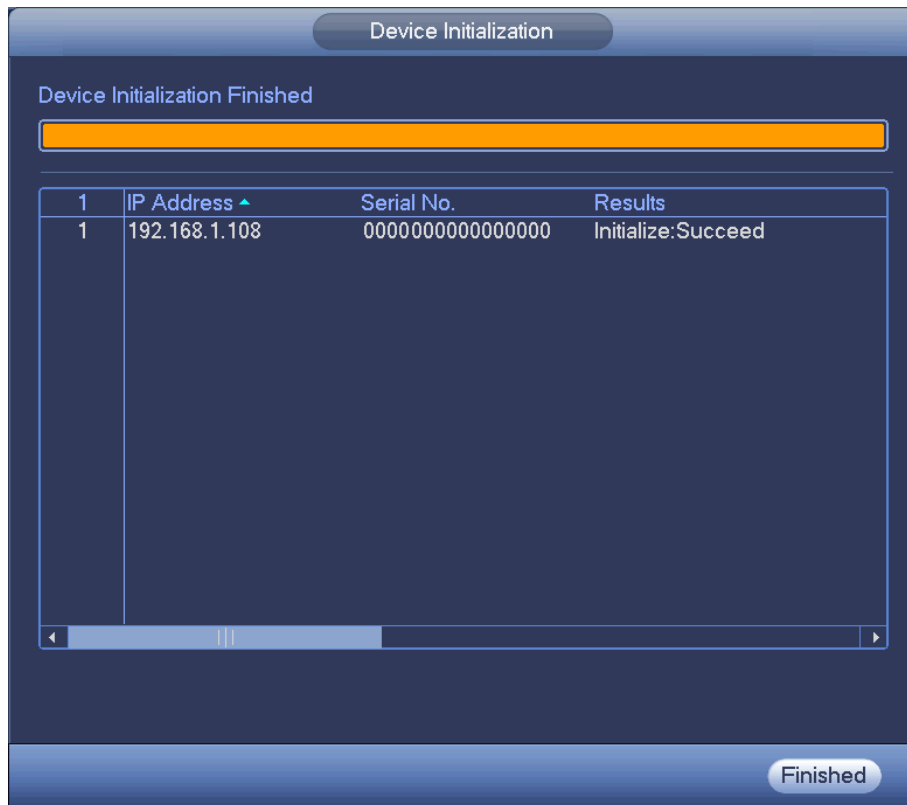 Device Initialization
Device Initialization Finished
1 IP Address Serial No. Results
1 192.168.1.108 0000000000000000 Initialize:Succeed
Finished